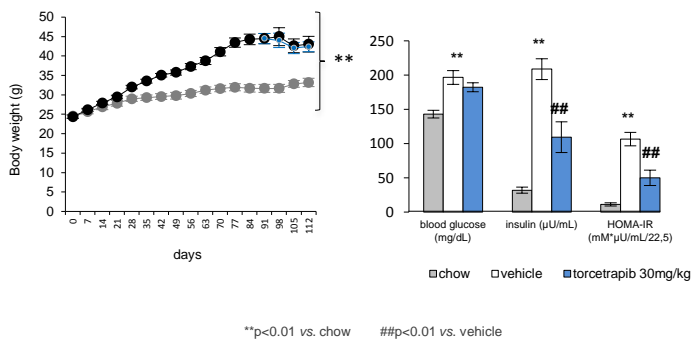 50
45
40
35
30
25
20
15
10
5
0
Body weight (g)
0 7 14 21 28 35 42 49 56 63 70 77 84 91 98 105 112
days
**
250
200
150
100
50
0
** ** ## ** ##
blood glucose (mg/dL)
insulin (µU/mL)
HOMA-IR (mM*µU/mL/22,5)
chow vehicle torcetrapib 30mg/kg
**p<0.01 vs. chow ##p<0.01 vs. vehicle